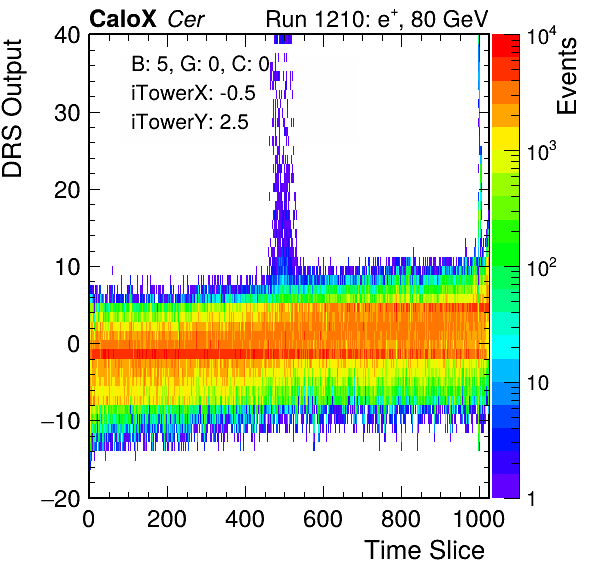 CaloX Cer Run 1210: e⁺, 80 GeV
B: 5, G: 0, C: 0
iTowerX: -0.5
iTowerY: 2.5
DRS Output
40
30
20
10
0
−10
−20
0 200 400 600 800 1000
Time Slice
Events
10⁴
10³
10²
10
1